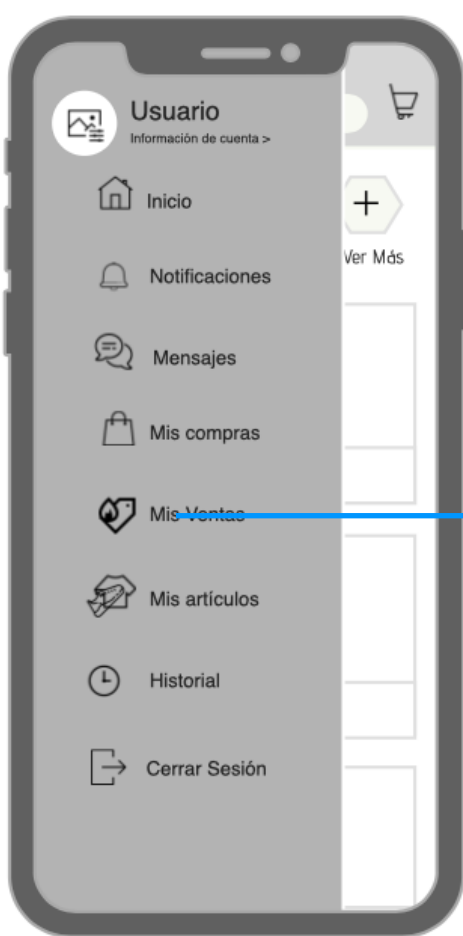 Usuario
Información de cuenta >
Inicio
Ver Más
Notificaciones
Mensajes
Mis compras
Mis Ventas
Mis artículos
Historial
Cerrar Sesión